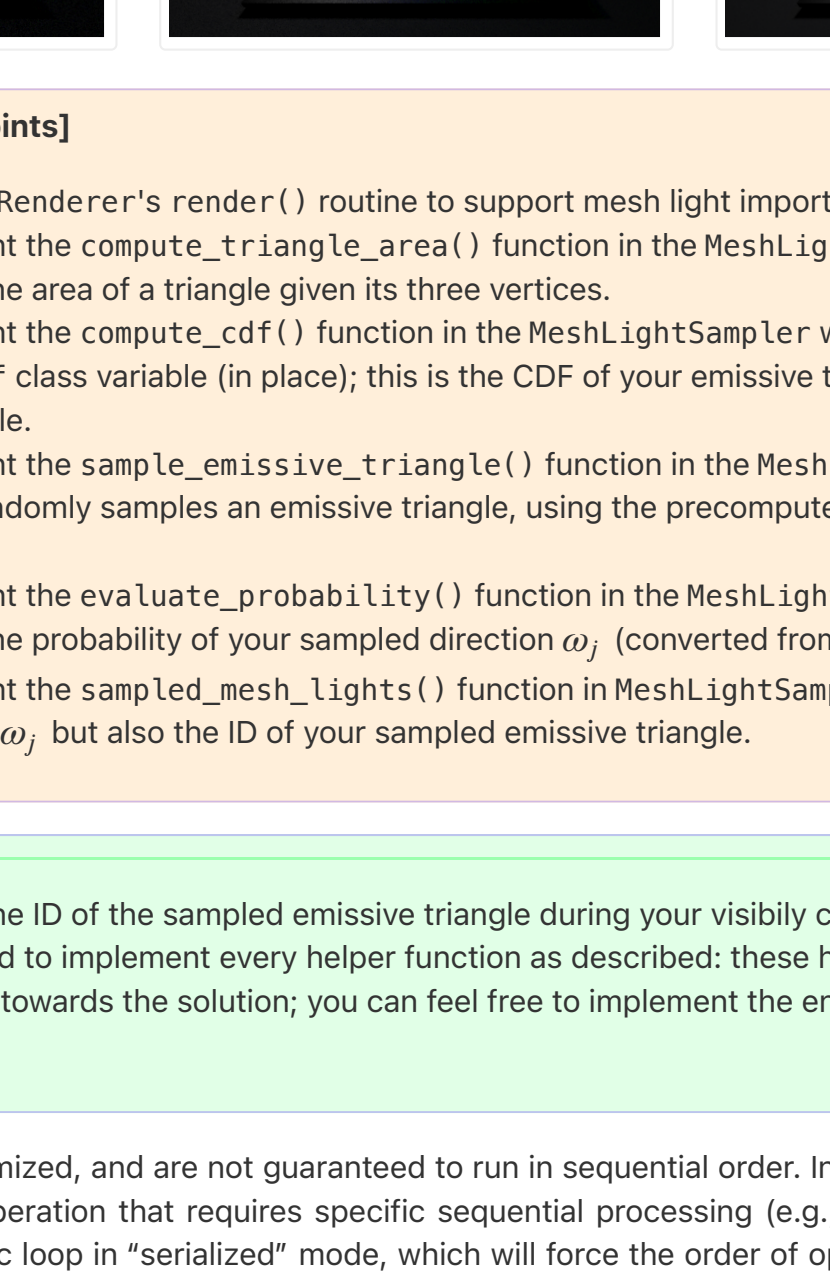 ints]
Renderer's render() routine to support mesh light import
nt the compute_triangle_area() function in the MeshLig
ne area of a triangle given its three vertices.
nt the compute_cdf() function in the MeshLightSampler w
f class variable (in place); this is the CDF of your emissive t
le.
nt the sample_emissive_triangle() function in the Mesh
ndomly samples an emissive triangle, using the precompute
nt the evaluate_probability() function in the MeshLigh
ne probability of your sampled direction ωj (converted from
nt the sampled_mesh_lights() function in MeshLightSamp
ωj but also the ID of your sampled emissive triangle.
ne ID of the sampled emissive triangle during your visibily c
d to implement every helper function as described: these h
towards the solution; you can feel free to implement the en
mized, and are not guaranteed to run in sequential order. In
peration that requires specific sequential processing (e.g.
c loop in “serialized” mode, which will force the order of op